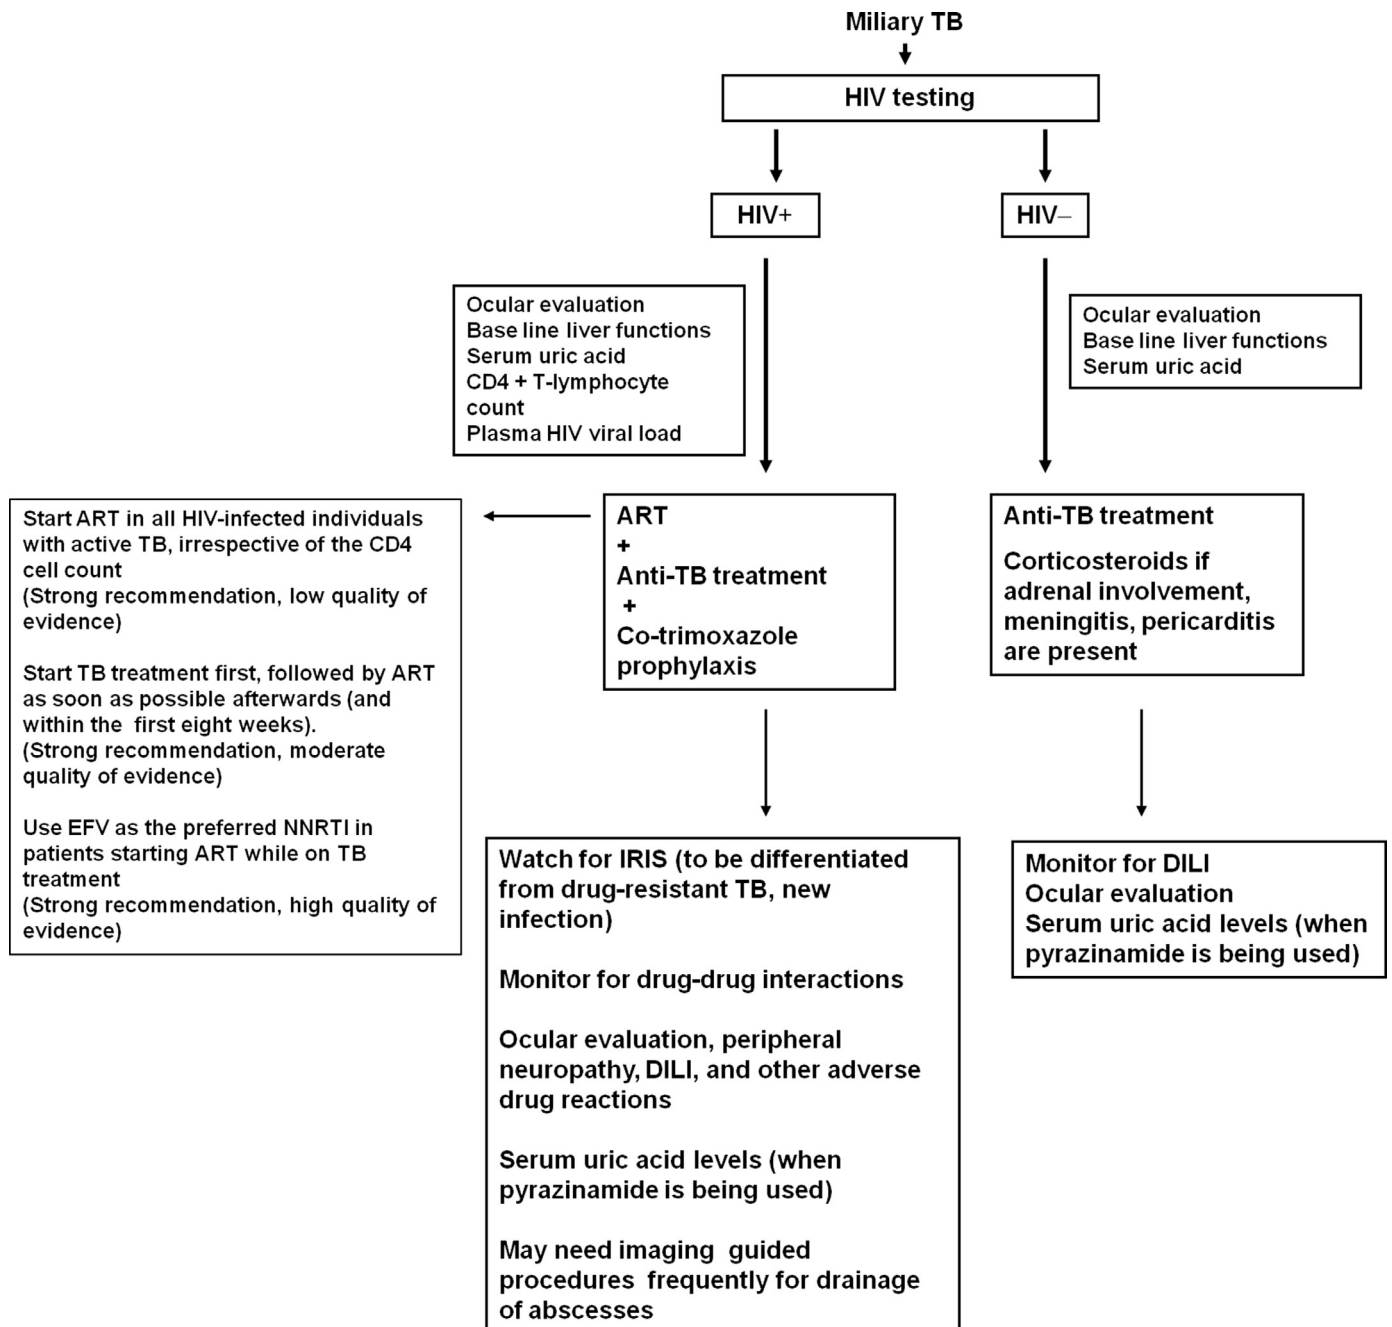 Miliary TB
HIV testing
HIV+
HIV–
Ocular evaluation
Base line liver functions
Serum uric acid
CD4 + T-lymphocyte
count
Plasma HIV viral load
Ocular evaluation
Base line liver functions
Serum uric acid
Start ART in all HIV-infected individuals
with active TB, irrespective of the CD4
cell count
(Strong recommendation, low quality of
evidence)
Start TB treatment first, followed by ART
as soon as possible afterwards (and
within the first eight weeks).
(Strong recommendation, moderate
quality of evidence)
Use EFV as the preferred NNRTI in
patients starting ART while on TB
treatment
(Strong recommendation, high quality of
evidence)
ART
+
Anti-TB treatment
+
Co-trimoxazole
prophylaxis
Anti-TB treatment
Corticosteroids if
adrenal involvement,
meningitis, pericarditis
are present
Watch for IRIS (to be differentiated
from drug-resistant TB, new
infection)
Monitor for drug-drug interactions
Ocular evaluation, peripheral
neuropathy, DILI, and other adverse
drug reactions
Serum uric acid levels (when
pyrazinamide is being used)
May need imaging guided
procedures frequently for drainage
of abscesses
Monitor for DILI
Ocular evaluation
Serum uric acid levels (when
pyrazinamide is being used)